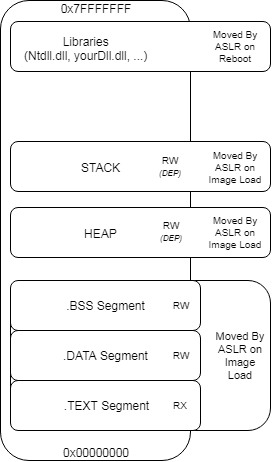 0x7FFFFFFF
Libraries
(Ntdll.dll, yourDll.dll, ...)
Moved By
ASLR on
Reboot
STACK
RW
(DEP)
Moved By
ASLR on
Image Load
HEAP
RW
(DEP)
Moved By
ASLR on
Image Load
.BSS Segment
RW
.DATA Segment
RW
.TEXT Segment
RX
Moved By
ASLR on
Image
Load
0x00000000